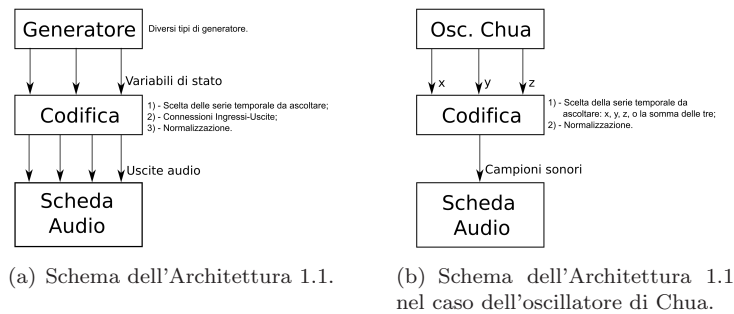 Generatore
Diversi tipi di generatore.
Variabili di stato
Codifica
1) - Scelta delle serie temporale da ascoltare;
2) - Connessioni Ingressi-Uscite;
3) - Normalizzazione.
Uscite audio
Scheda
Audio
(a) Schema dell'Architettura 1.1.
Osc. Chua
x
y
z
Codifica
1) - Scelta della serie temporale da
ascoltare: x, y, z, o la somma delle tre;
2) - Normalizzazione.
Campioni sonori
Scheda
Audio
(b) Schema dell'Architettura 1.1
nel caso dell'oscillatore di Chua.